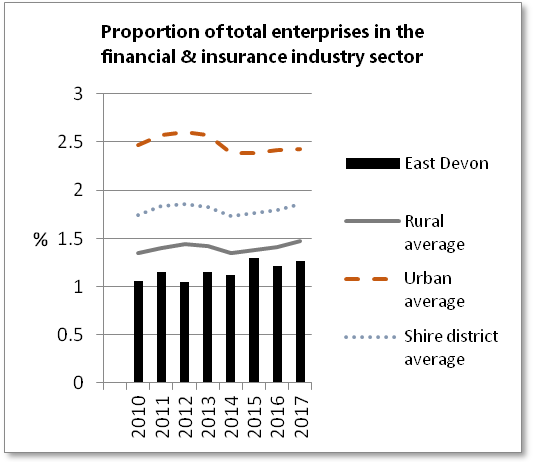 Proportion of total enterprises in the
financial & insurance industry sector
3
2.5
2
1.5
1
0.5
0
%
2010
2011
2012
2013
2014
2015
2016
2017
East Devon
Rural
average
Urban
average
Shire district
average